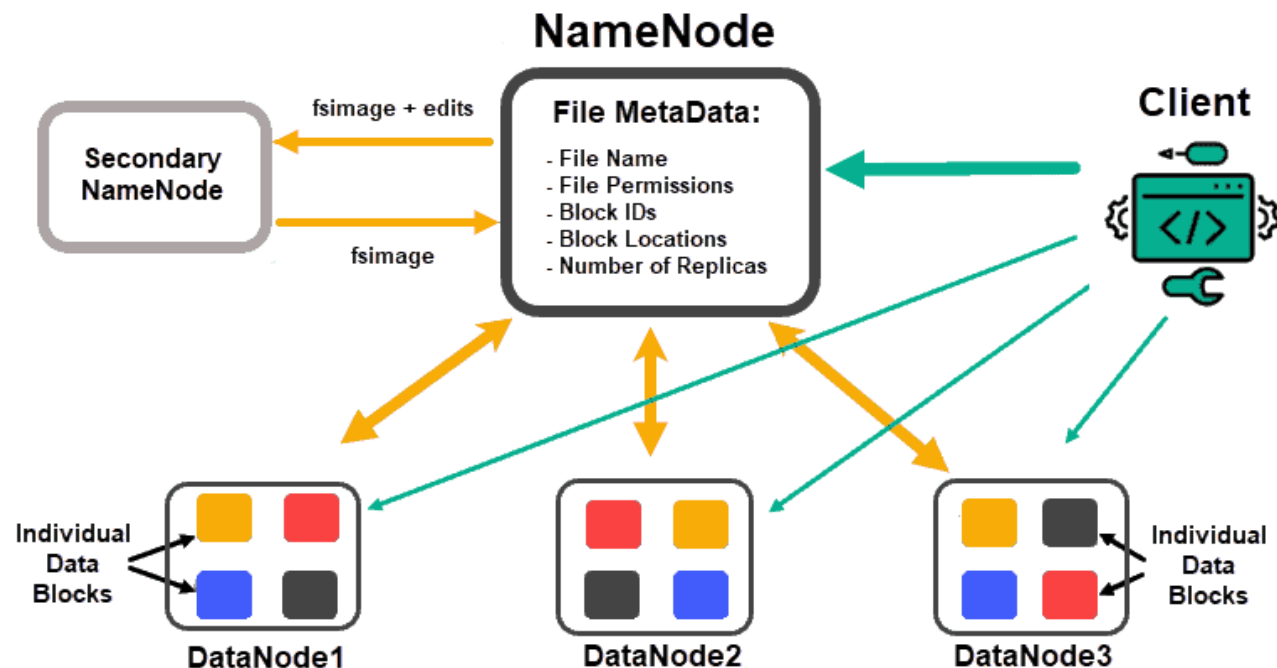 NameNode
fsimage + edits
Secondary
NameNode
fsimage
File MetaData:
- File Name
- File Permissions
- Block IDs
- Block Locations
- Number of Replicas
Client
</>
Individual
Data
Blocks
DataNode1
DataNode2
DataNode3
Individual
Data
Blocks